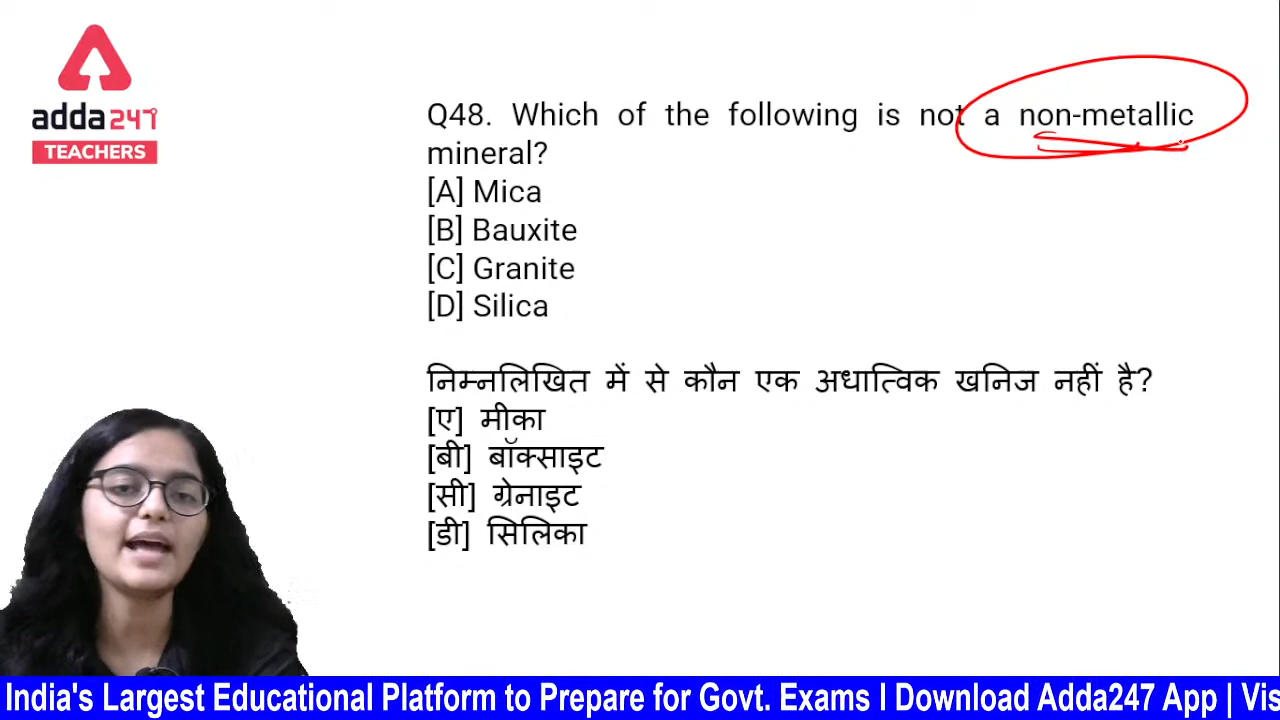 adda247
TEACHERS
Q48. Which of the following is not a non-metallic
mineral?
[A] Mica
[B] Bauxite
[C] Granite
[D] Silica
निम्नलिखित में से कौन एक अधात्विक खनिज नहीं है?
[ए] मीका
[बी] बॉक्साइट
[सी] ग्रेनाइट
[डी] सिलिका
India's Largest Educational Platform to Prepare for Govt. Exams I Download Adda247 App | Vis